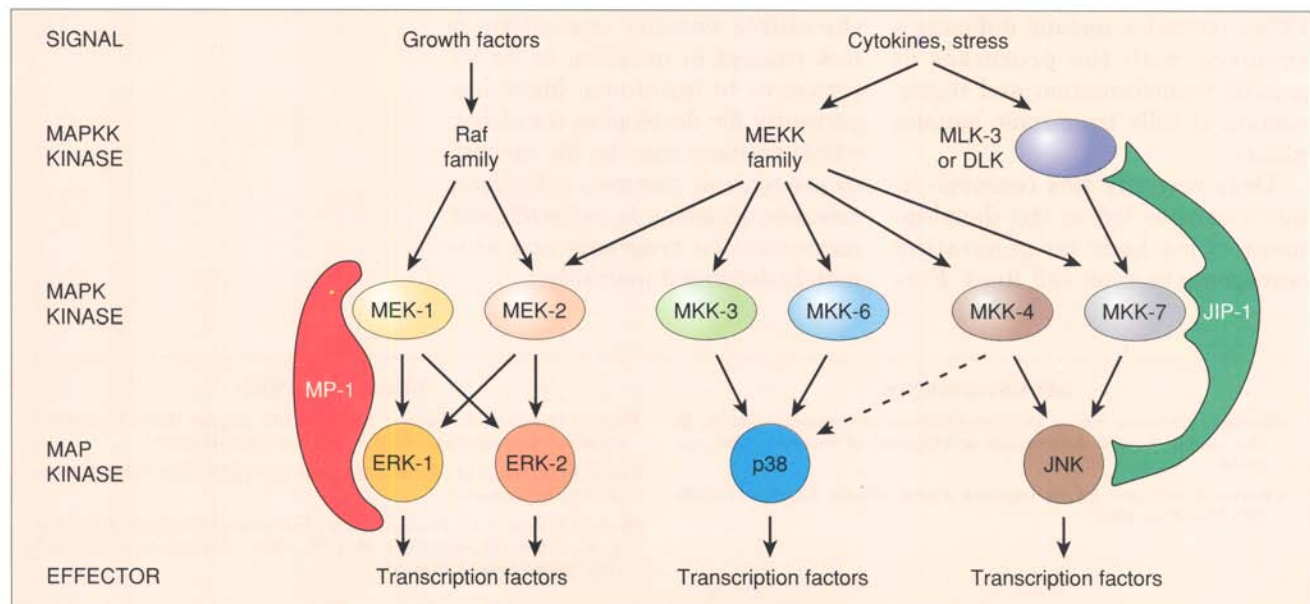 SIGNAL
Growth factors
Cytokines, stress
MAPKK
KINASE
Raf
family
MEKK
family
MLK-3
or DLK
MAPK
KINASE
MEK-1
MEK-2
MKK-3
MKK-6
MKK-4
MKK-7
JIP-1
MP-1
MAP
KINASE
ERK-1
ERK-2
p38
JNK
EFFECTOR
Transcription factors
Transcription factors
Transcription factors